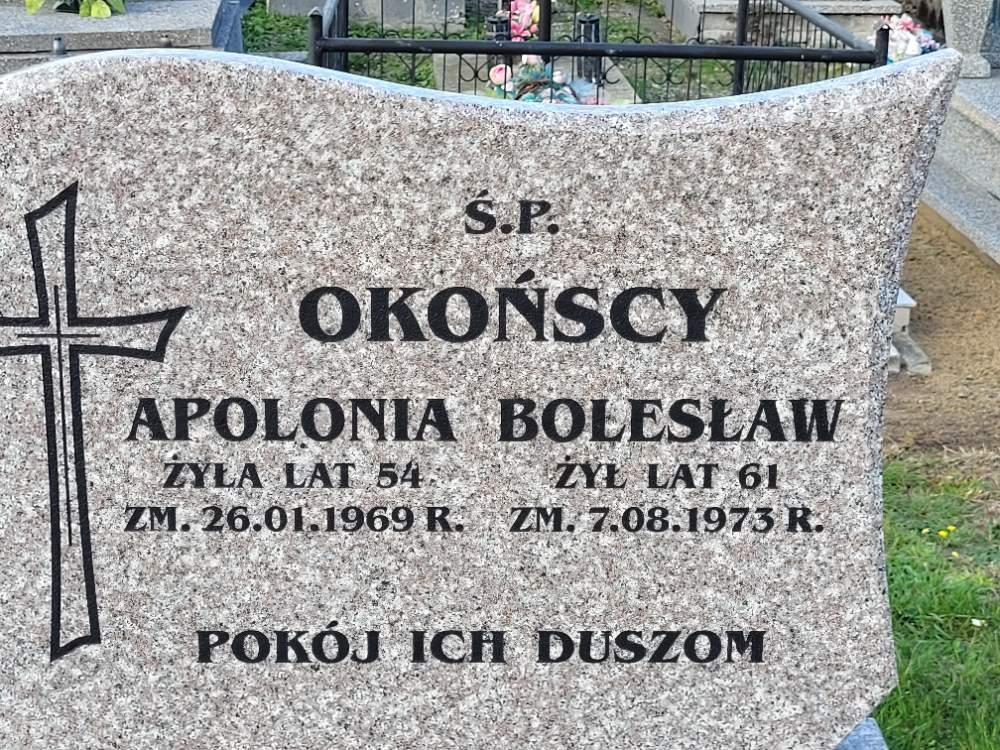 Ś.P.
OKOŃSCY
APOLONIA BOLESŁAW
ŻYŁA LAT 54 ŻYŁ LAT 61
ZM. 26.01.1969 R. ZM. 7.08.1973 R.
POKÓJ ICH DUSZOM